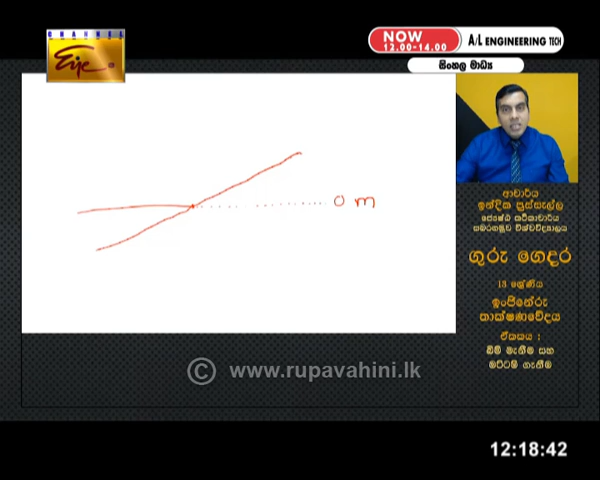 CHANNEL
Eye
NOW
12.00-14.00
A/L ENGINEERING TECH
සිංහල මාධ්‍ය
0 m
ආචාර්ය
ඉන්දික පුස්සැල්ල
ජ්‍යෙෂ්ඨ කථිකාචාර්ය
සබරගමුව විශ්වවිද්‍යාලය
ගුරු ගෙදර
13 ශ්‍රේණිය
ඉංජිනේරු
තාක්ෂණවේදය
ඒකකය :
බිම් මැනීම සහ
මට්ටම් ගැනීම
© www.rupavahini.lk
12:18:42